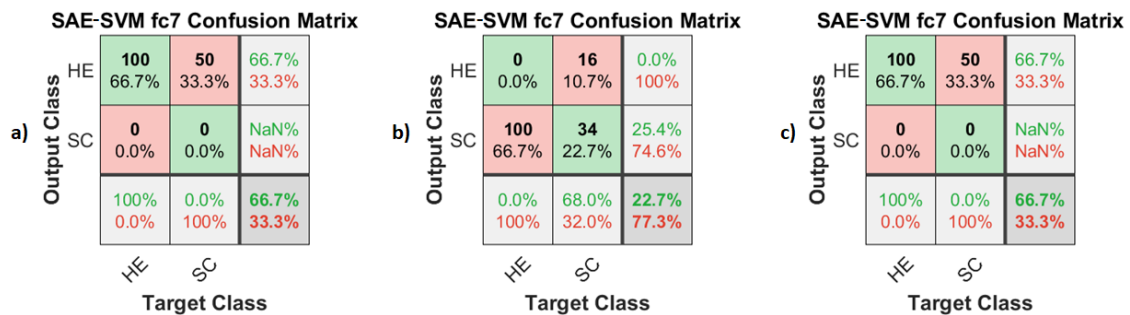 a)
SAE-SVM fc7 Confusion Matrix
Output Class
HE
100
66.7%
50
33.3%
66.7%
33.3%
SC
0
0.0%
0
0.0%
NaN%
NaN%
100%
0.0%
0.0%
100%
66.7%
33.3%
HE
SC
Target Class
b)
SAE-SVM fc7 Confusion Matrix
Output Class
HE
0
0.0%
16
10.7%
0.0%
100%
SC
100
66.7%
34
22.7%
25.4%
74.6%
0.0%
100%
68.0%
32.0%
22.7%
77.3%
HE
SC
Target Class
c)
SAE-SVM fc7 Confusion Matrix
Output Class
HE
100
66.7%
50
33.3%
66.7%
33.3%
SC
0
0.0%
0
0.0%
NaN%
NaN%
100%
0.0%
0.0%
100%
66.7%
33.3%
HE
SC
Target Class